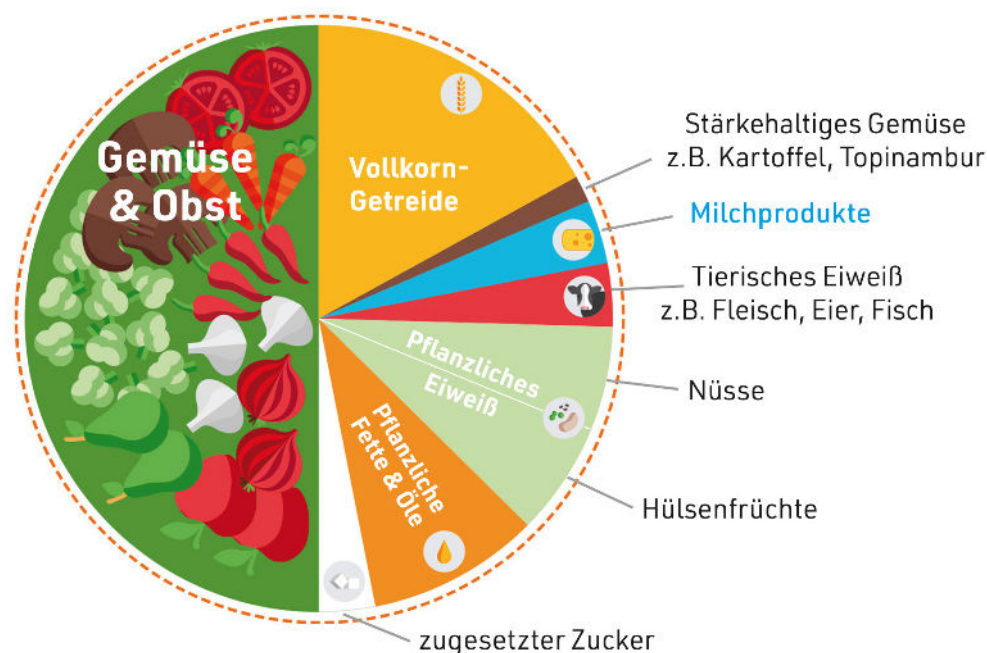 Gemüse
& Obst
Vollkorn-
Getreide
Stärkehaltiges Gemüse
z.B. Kartoffel, Topinambur
Milchprodukte
Tierisches Eiweiß
z.B. Fleisch, Eier, Fisch
Pflanzliches
Eiweiß
Nüsse
Hülsenfrüchte
Pflanzliche
Fette & Öle
zugesetzter Zucker